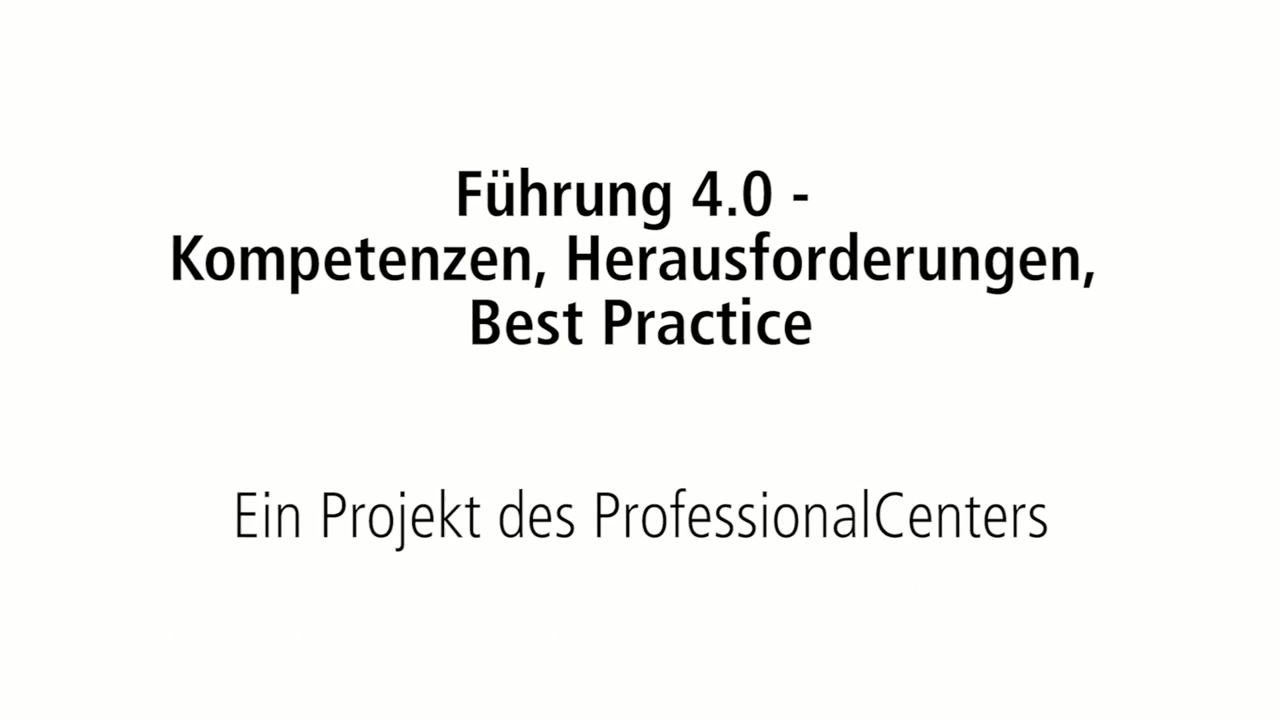 Führung 4.0 -
Kompetenzen, Herausforderungen,
Best Practice
Ein Projekt des ProfessionalCenters